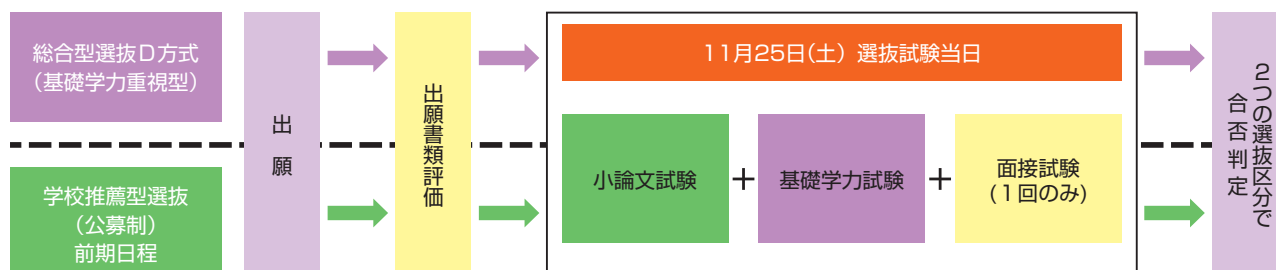 総合型選抜D方式
（基礎学力重視型）
学校推薦型選抜
（公募制）
前期日程
出願
出願書類評価
11月25日(土) 選抜試験当日
小論文試験
+
基礎学力試験
+
面接試験
(1回のみ)
2つの選抜区分で
合否判定